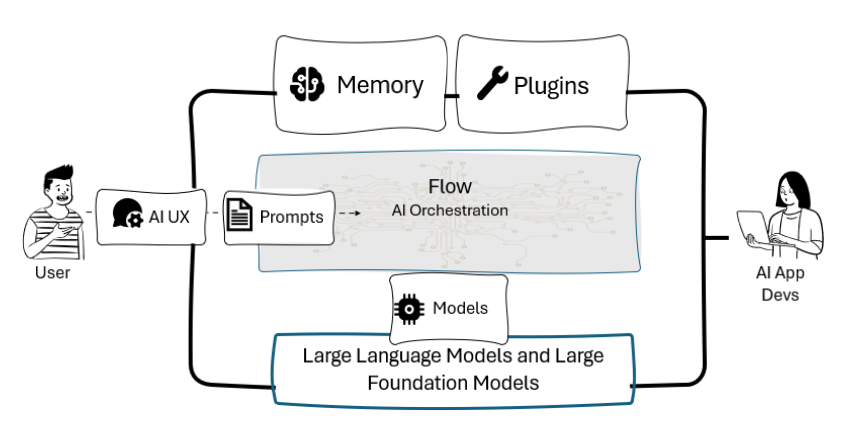 Memory
Plugins
Flow
AI Orchestration
User
AI UX
Prompts
AI App
Devs
Models
Large Language Models and Large
Foundation Models